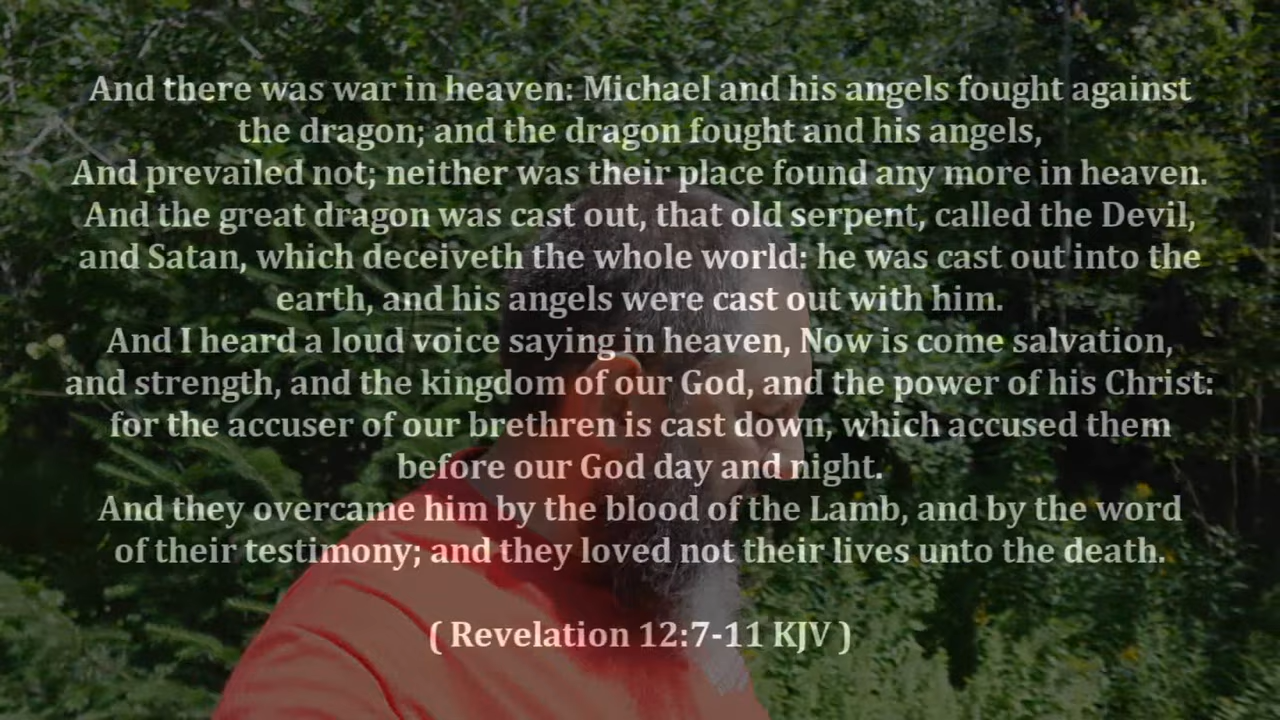 And there was war in heaven: Michael and his angels fought against
the dragon; and the dragon fought and his angels,
And prevailed not; neither was their place found any more in heaven.
And the great dragon was cast out, that old serpent, called the Devil,
and Satan, which deceiveth the whole world: he was cast out into the
earth, and his angels were cast out with him.
And I heard a loud voice saying in heaven, Now is come salvation,
and strength, and the kingdom of our God, and the power of his Christ:
for the accuser of our brethren is cast down, which accused them
before our God day and night.
And they overcame him by the blood of the Lamb, and by the word
of their testimony; and they loved not their lives unto the death.
( Revelation 12:7-11 KJV )